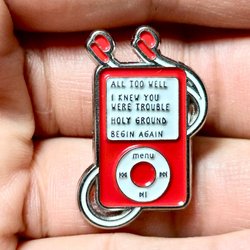 ALL TOO WELL
I KNEW YOU
WERE TROUBLE
HOLY GROUND
BEGIN AGAIN
menu